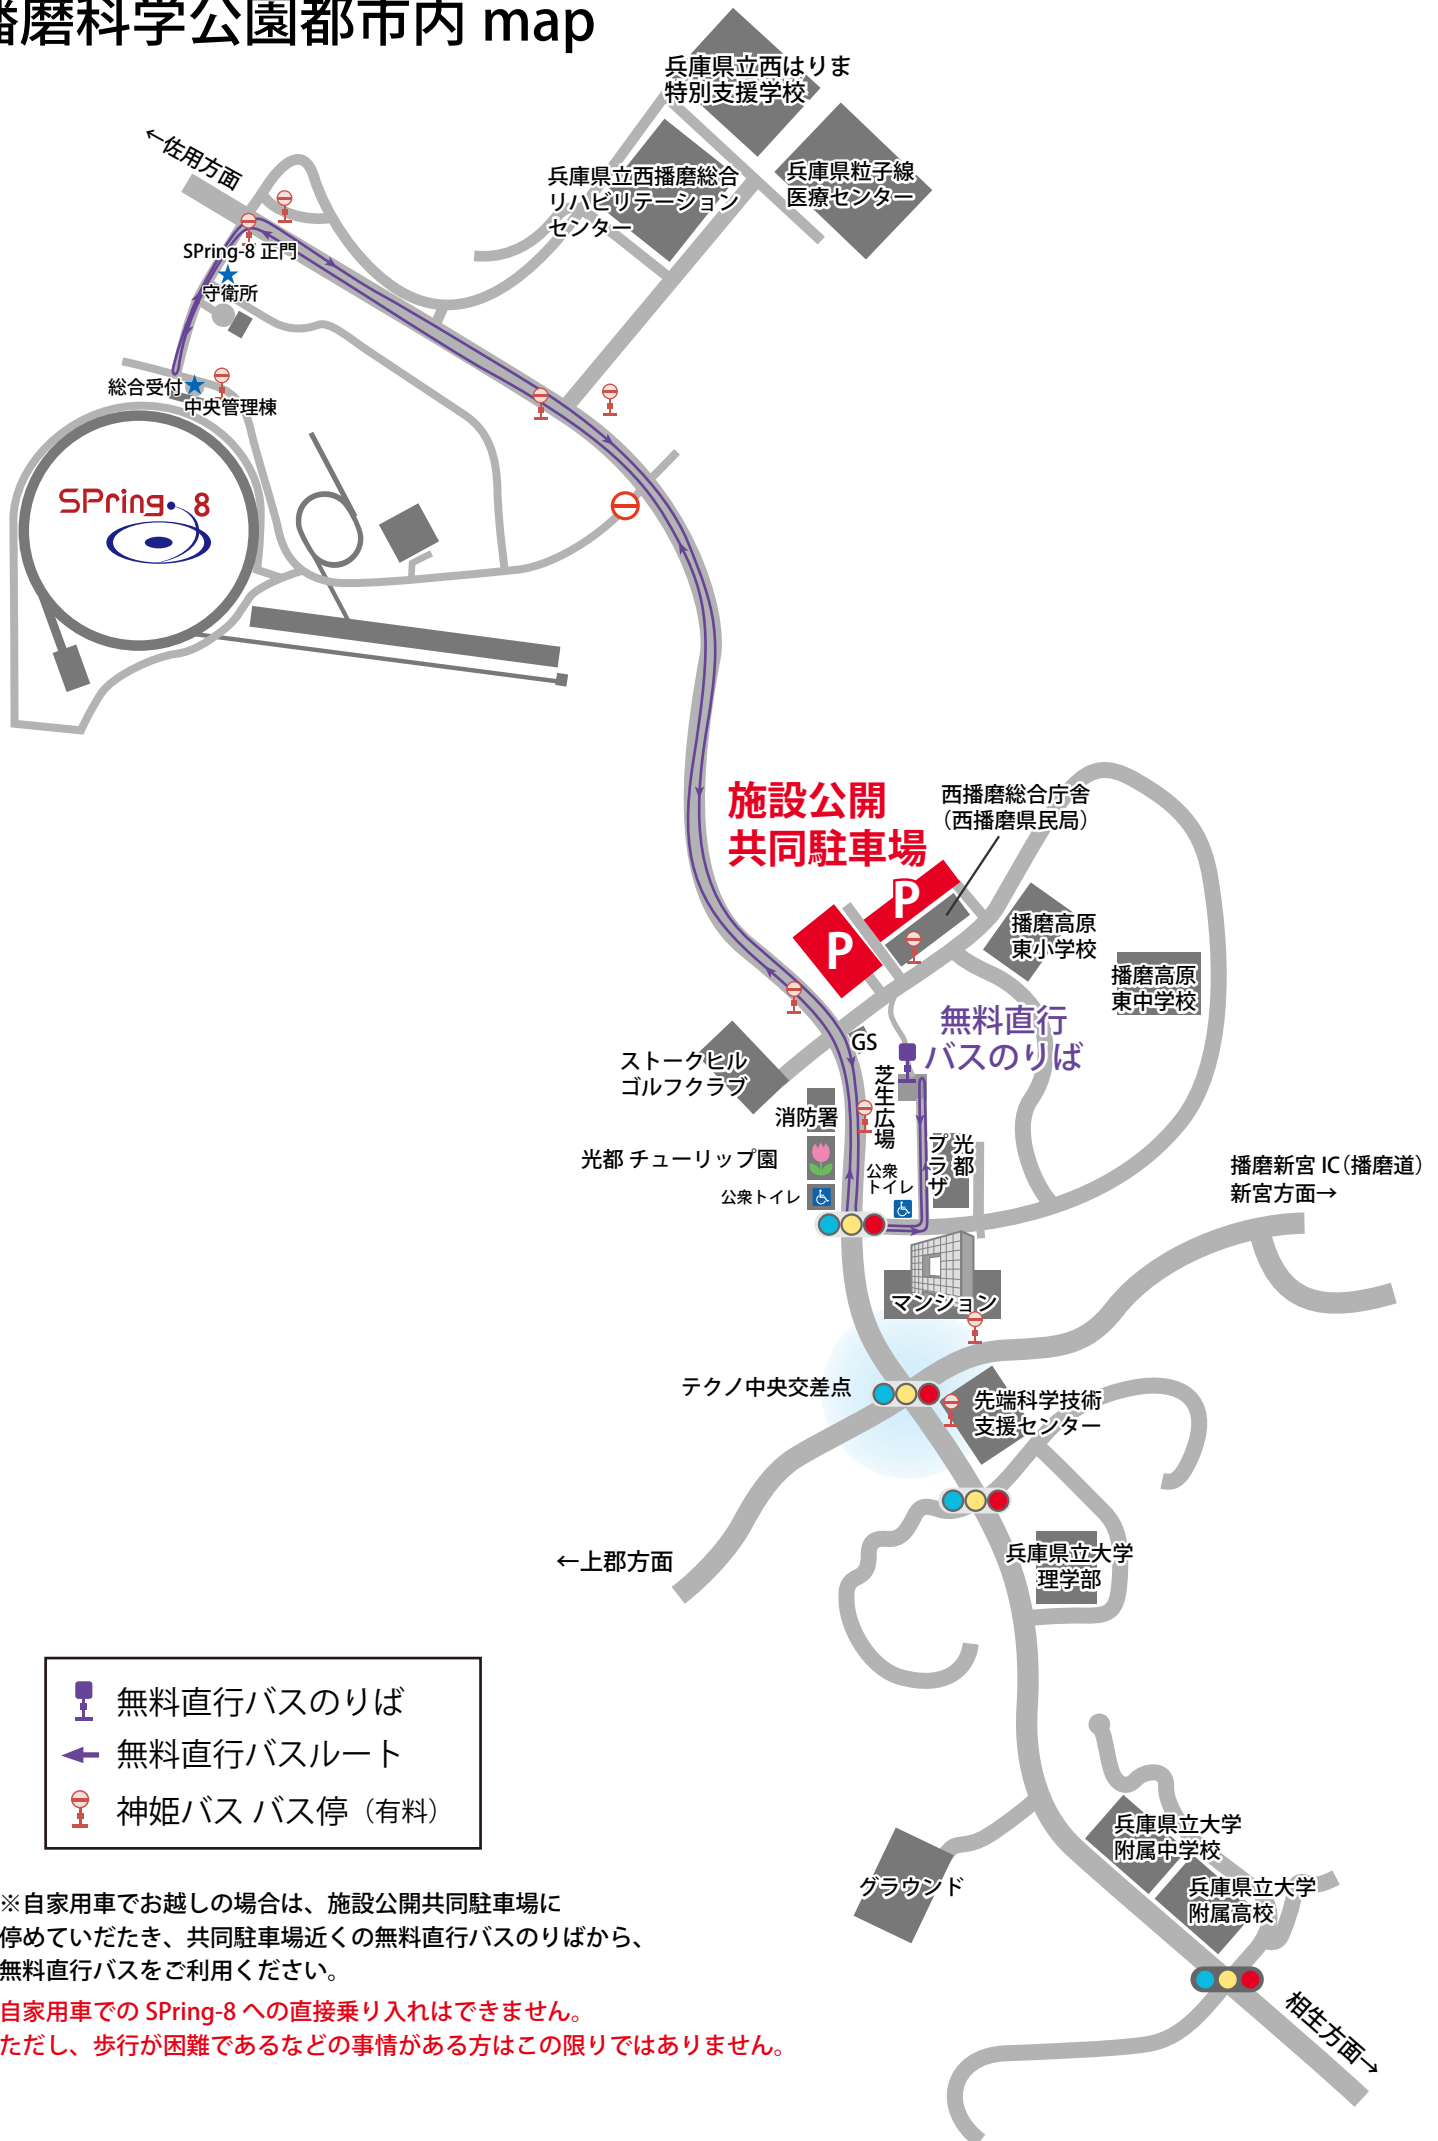 播磨科学公園都市内 map
兵庫県立西はりま
特別支援学校
←佐用方面
兵庫県立西播磨総合
リハビリテーション
センター
兵庫県粒子線
医療センター
SPring-8 正門
守衛所
総合受付
中央管理棟
SPring-8
施設公開
共同駐車場
西播磨総合庁舎
（西播磨県民局）
P
P
播磨高原
東小学校
播磨高原
東中学校
無料直行
バスのりば
GS
ストークヒル
ゴルフクラブ
芝生広場
消防署
光都
プラザ
光都 チューリップ園
公衆
トイレ
公衆トイレ
播磨新宮 IC（播磨道）
新宮方面→
マンション
テクノ中央交差点
先端科学技術
支援センター
←上郡方面
兵庫県立大学
理学部
無料直行バスのりば
無料直行バスルート
神姫バス バス停（有料）
兵庫県立大学
附属中学校
兵庫県立大学
附属高校
グラウンド
相生方面→
※自家用車でお越しの場合は、施設公開共同駐車場に
停めていだたき、共同駐車場近くの無料直行バスのりばから、
無料直行バスをご利用ください。
自家用車での SPring-8 への直接乗り入れはできません。
ただし、歩行が困難であるなどの事情がある方はこの限りではありません。